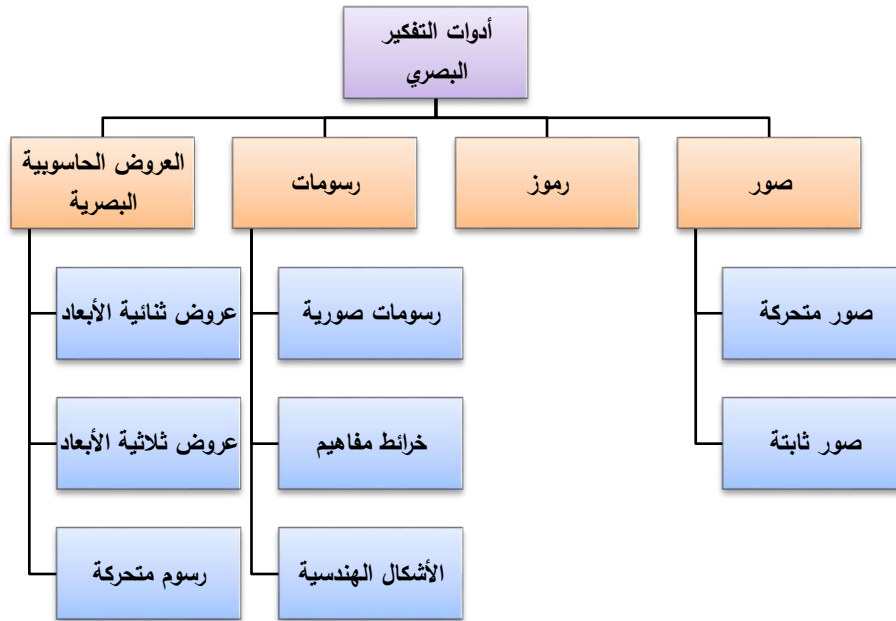 أدوات التفكير
البصري
صور
رموز
رسومات
العروض الحاسوبية
البصرية
صور متحركة
رسومات صورية
عروض ثنائية الأبعاد
صور ثابتة
خرائط مفاهيم
عروض ثلاثية الأبعاد
الأشكال الهندسية
رسوم متحركة